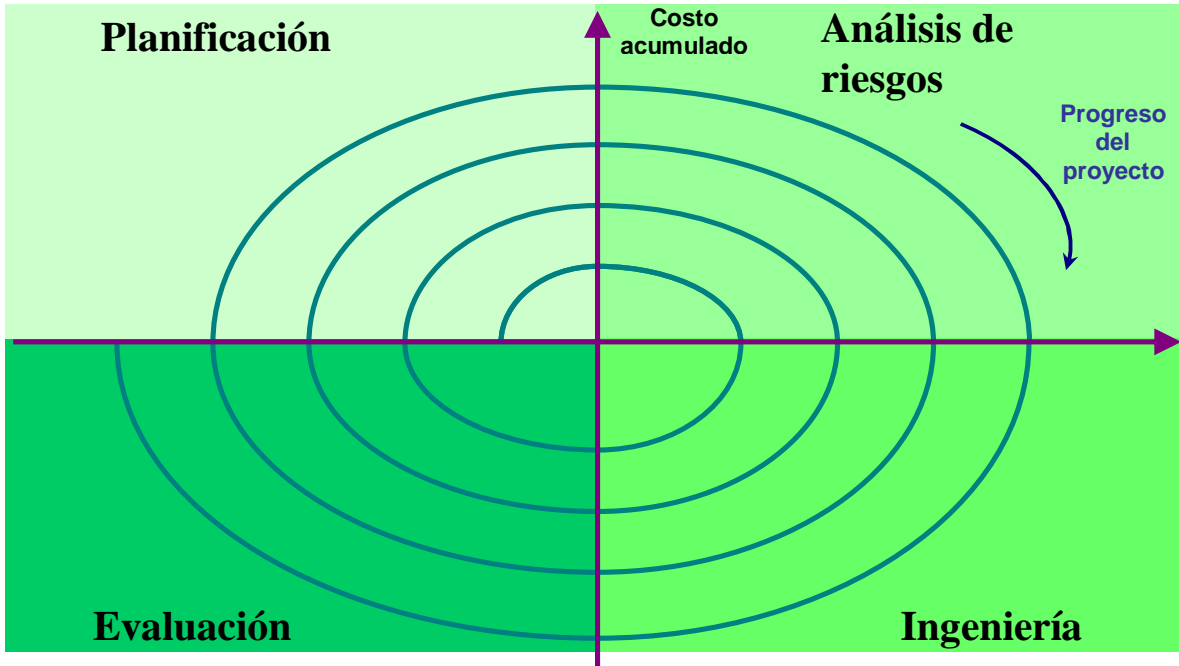 Planificación
Costo
acumulado
Análisis de
riesgos
Progreso
del
proyecto
Evaluación
Ingeniería